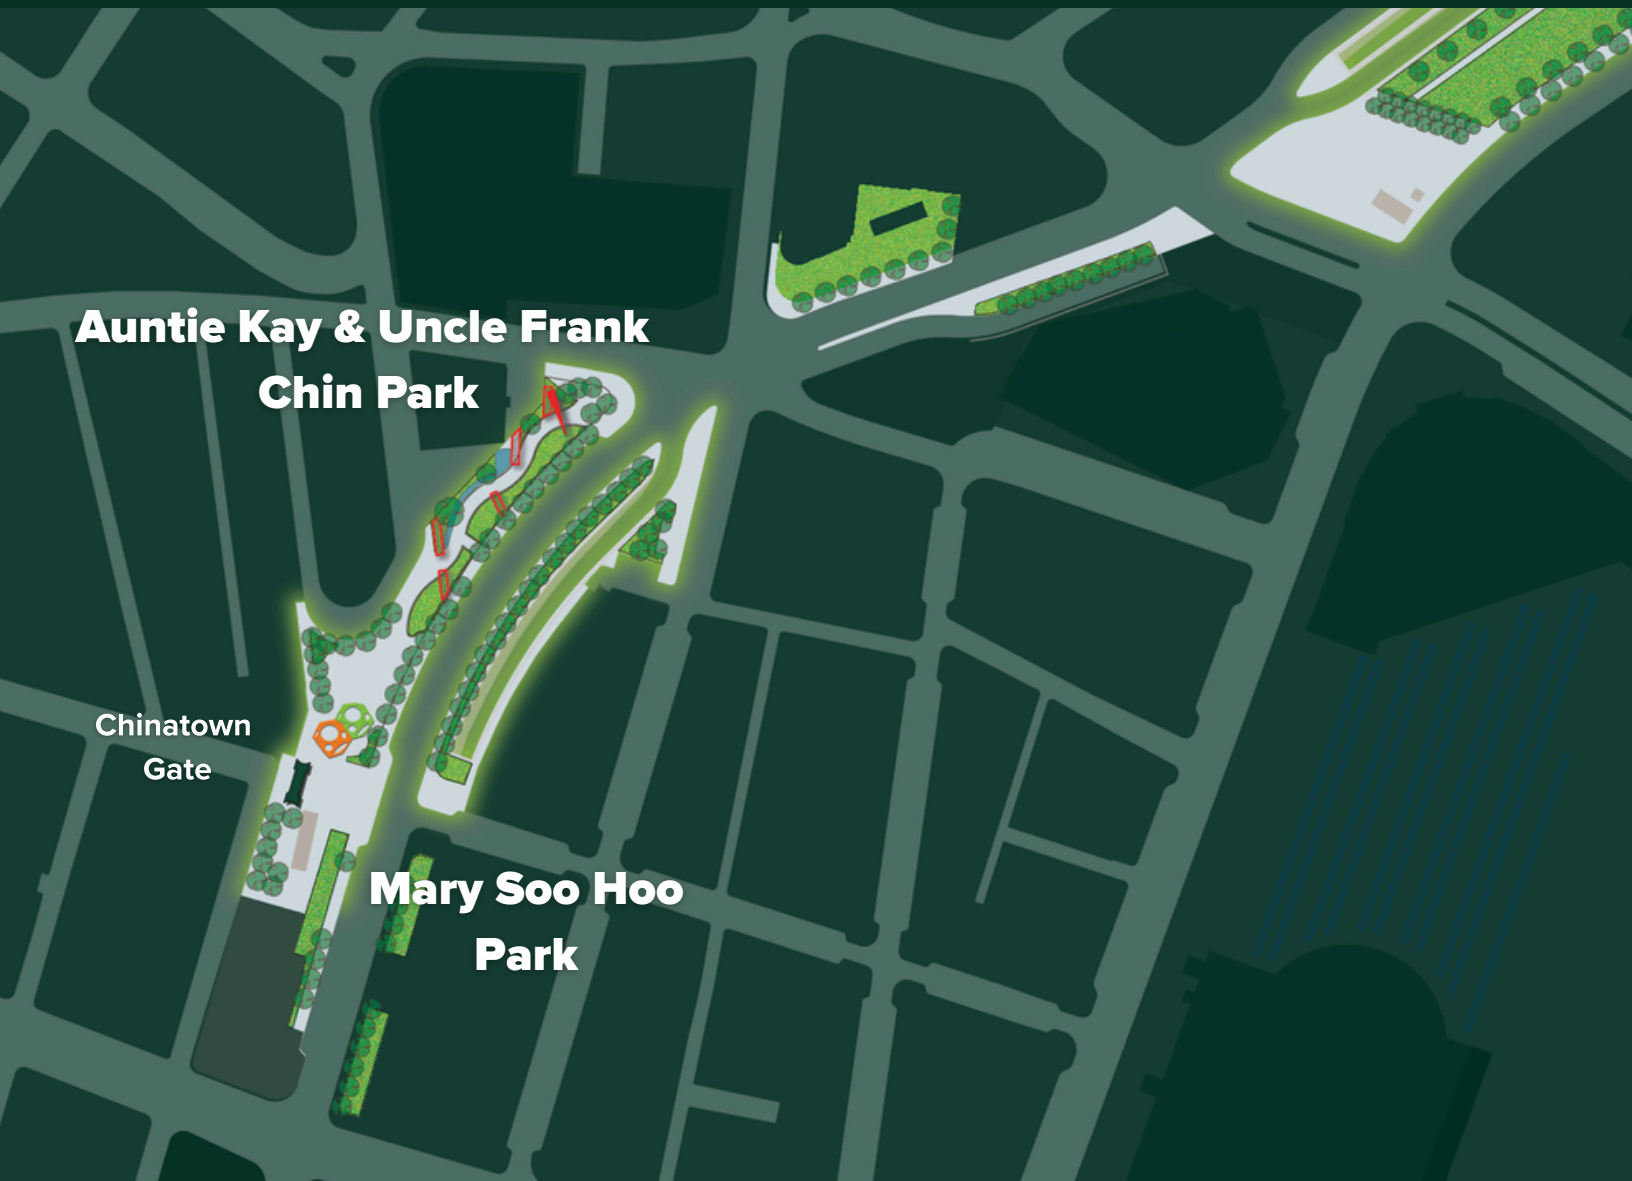 Auntie Kay & Uncle Frank
Chin Park
Chinatown
Gate
Mary Soo Hoo
Park